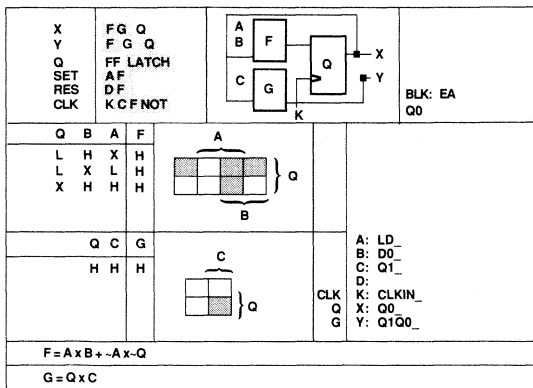 X F G Q
Y F G Q
Q FF LATCH
SET A F
RES D F
CLK K C F NOT
A
B
F
C
G
Q
K
X
Y
BLK: EA
Q0
Q B A F
L H X H
L X L H
X H H H
A
Q
B
Q C G
H H H
C
Q
A: LD_
B: D0_
C: Q1_
D:
CLK K: CLKIN_
Q X: Q0_
G Y: Q1Q0_
F = A x B + ~A x ~Q
G = Q x C